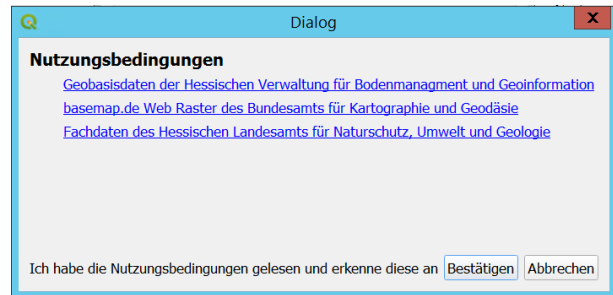 Dialog
x
Nutzungsbedingungen
Geobasisdaten der Hessischen Verwaltung für Bodenmanagment und Geoinformation
basemap.de Web Raster des Bundesamts für Kartographie und Geodäsie
Fachdaten des Hessischen Landesamts für Naturschutz, Umwelt und Geologie
Ich habe die Nutzungsbedingungen gelesen und erkenne diese an Bestätigen Abbrechen